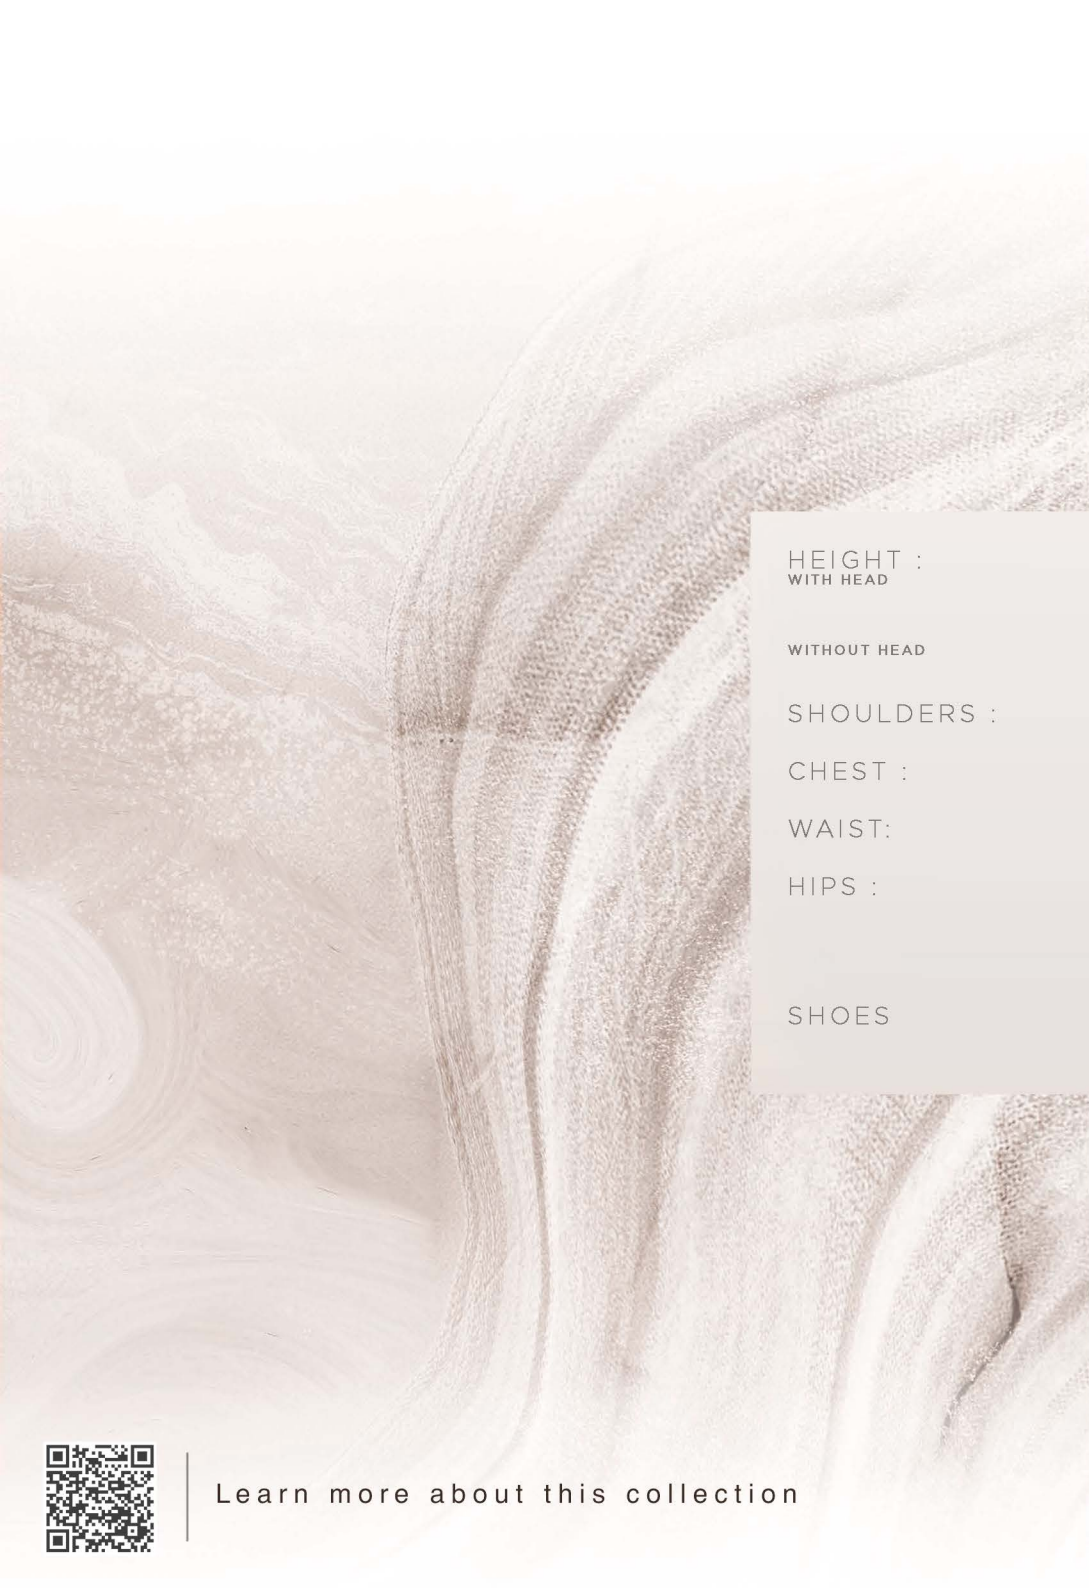 HEIGHT :
WITH HEAD
WITHOUT HEAD
SHOULDERS :
CHEST :
WAIST:
HIPS :
SHOES
Learn more about this collection